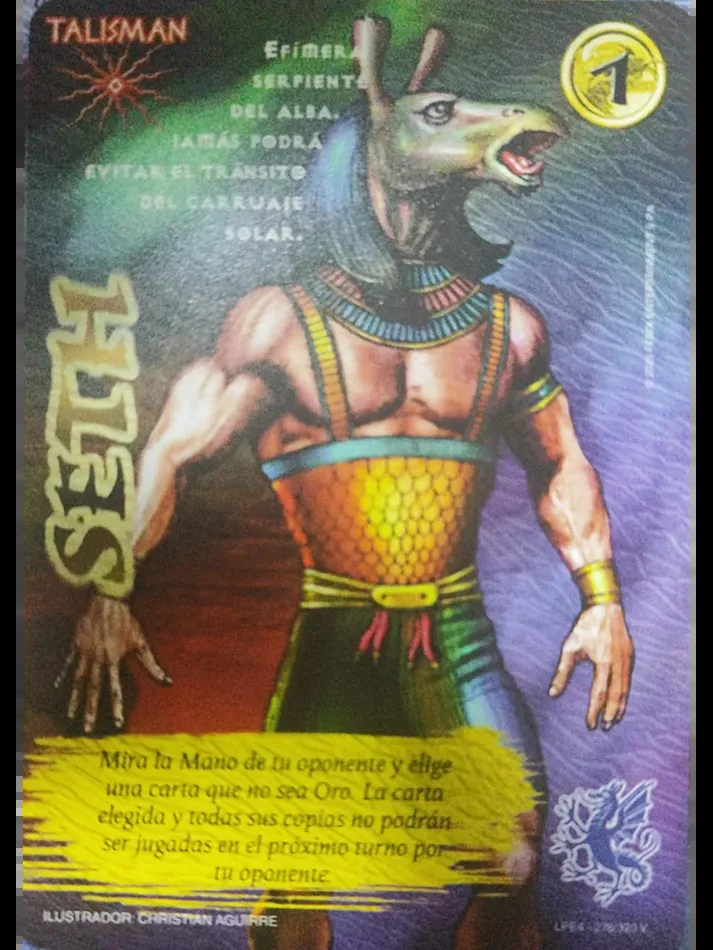 TALISMAN
1
EFÍMERA
SERPIENTE
DEL ALBA.
JAMÁS PODRÁ
EVITAR EL TRÁNSITO
DEL CARRUAJE
SOLAR.
SETH
Mira la Mano de tu oponente y elige
una carta que no sea Oro. La carta
elegida y todas sus copias no podrán
ser jugadas en el próximo turno por
tu oponente
ILUSTRADOR: CHRISTIAN AGUIRRE